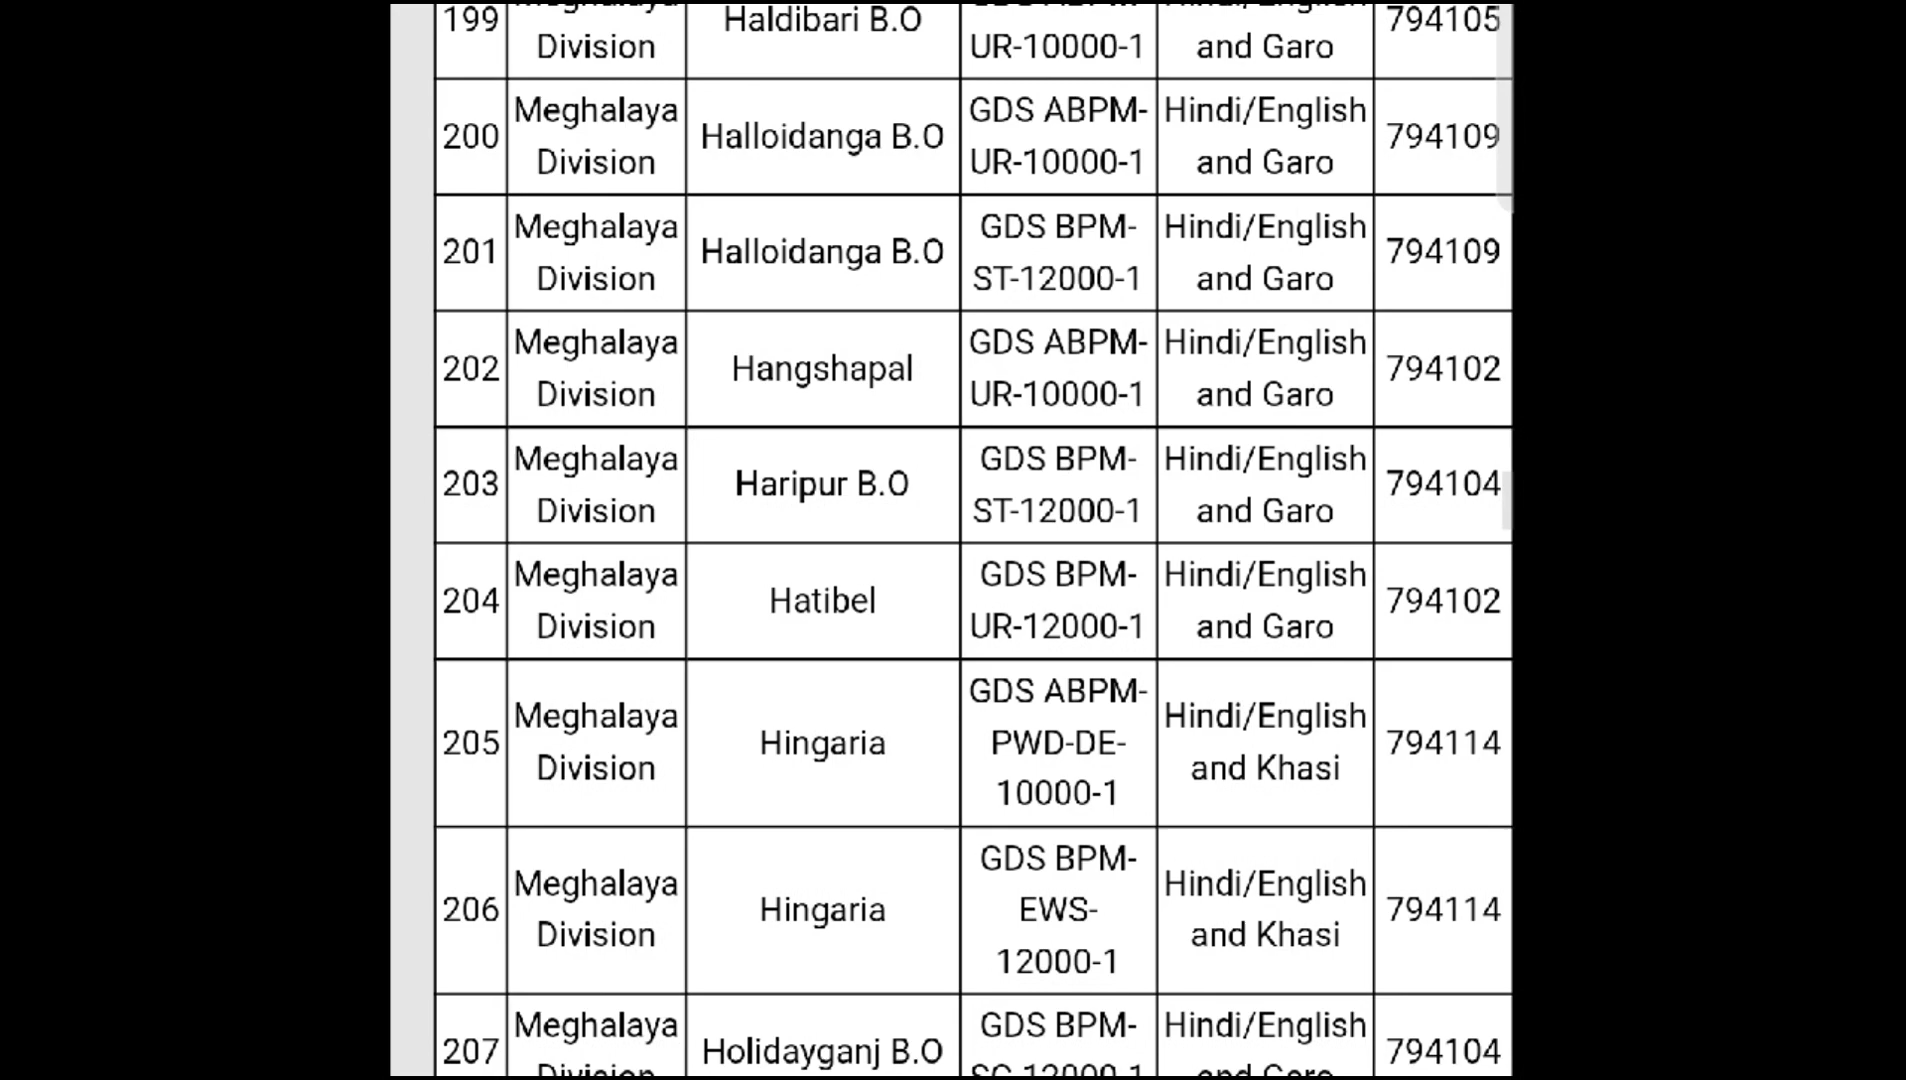 199 Haldibari B.O 794105
Division UR-10000-1 and Garo
Meghalaya GDS ABPM- Hindi/English
200 Halloidanga B.O 794109
Division UR-10000-1 and Garo
Meghalaya GDS BPM- Hindi/English
201 Halloidanga B.O 794109
Division ST-12000-1 and Garo
Meghalaya GDS ABPM- Hindi/English
202 Hangshapal 794102
Division UR-10000-1 and Garo
Meghalaya GDS BPM- Hindi/English
203 Haripur B.O 794104
Division ST-12000-1 and Garo
Meghalaya GDS BPM- Hindi/English
204 Hatibel 794102
Division UR-12000-1 and Garo
GDS ABPM-
Meghalaya Hindi/English
205 Hingaria PWD-DE- 794114
Division and Khasi
10000-1
GDS BPM-
Meghalaya Hindi/English
206 Hingaria EWS- 794114
Division and Khasi
12000-1
Meghalaya GDS BPM- Hindi/English
207 Holidayganj B.O 794104